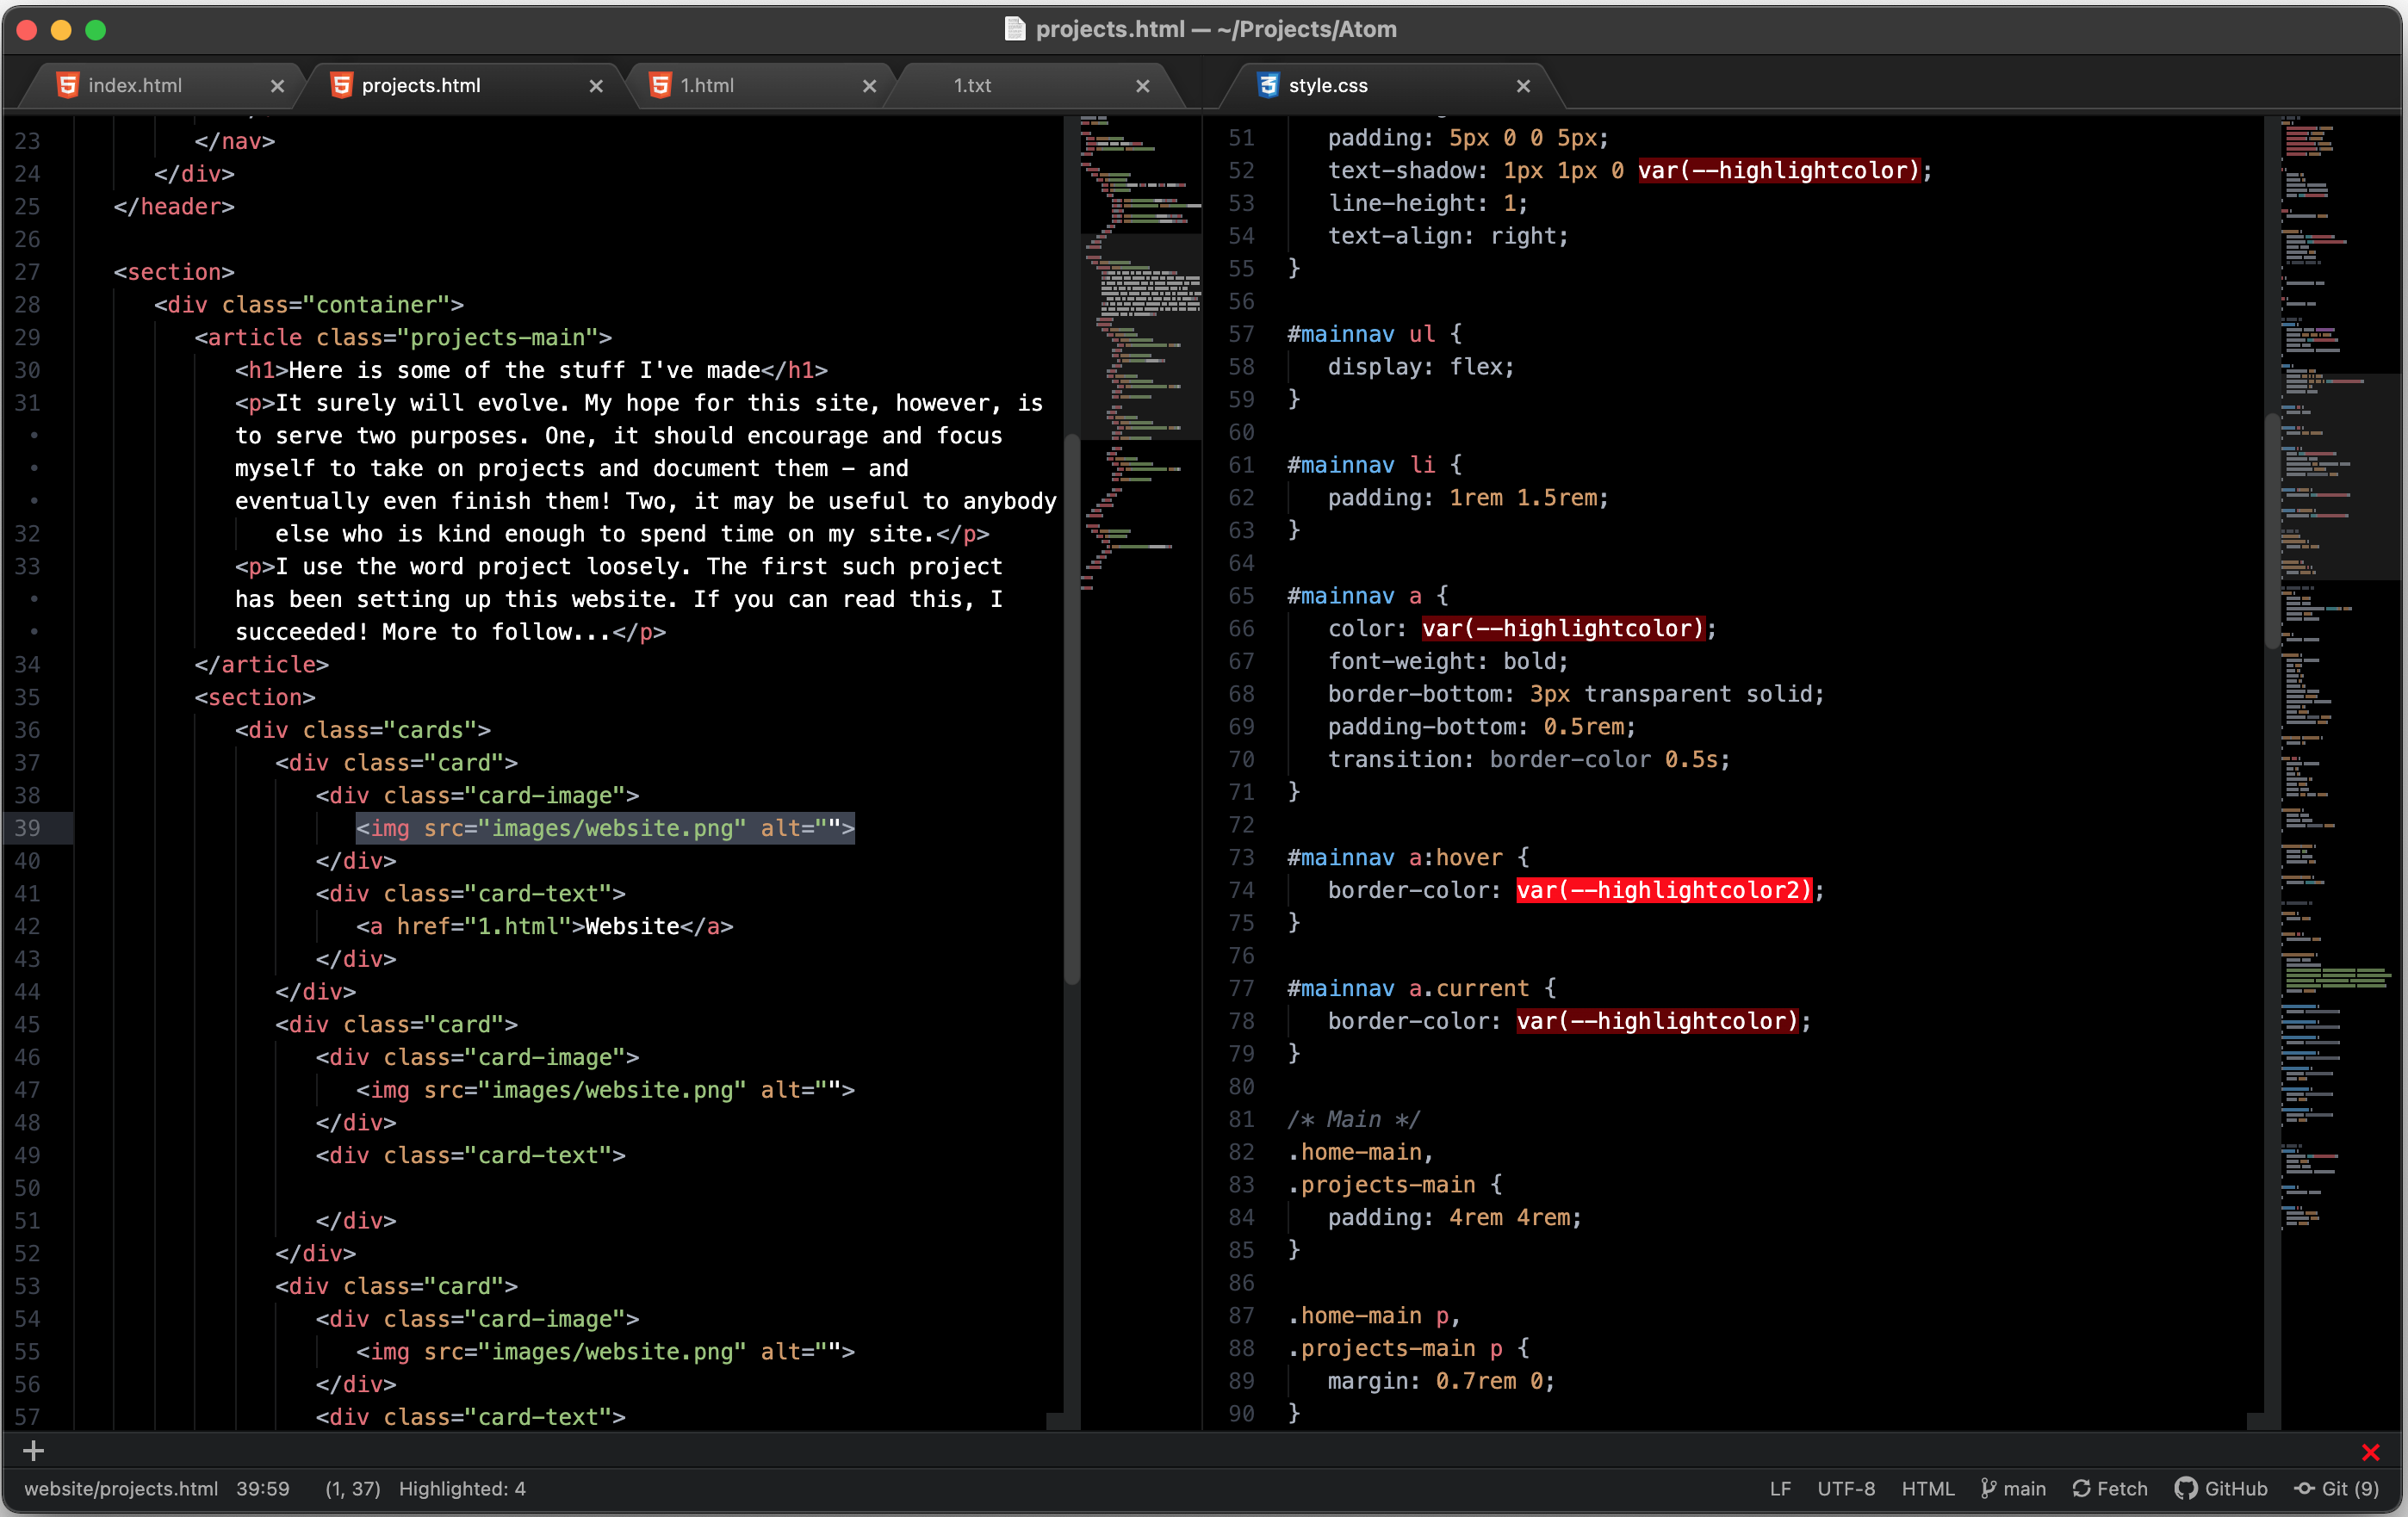 projects.html — ~/Projects/Atom
index.html
projects.html
1.html
1.txt
style.css
23 </nav>
24 </div>
25 </header>
26
27 <section>
28 <div class="container">
29 <article class="projects-main">
30 <h1>Here is some of the stuff I've made</h1>
31 <p>It surely will evolve. My hope for this site, however, is
• to serve two purposes. One, it should encourage and focus
• myself to take on projects and document them - and
• eventually even finish them! Two, it may be useful to anybody
32 else who is kind enough to spend time on my site.</p>
33 <p>I use the word project loosely. The first such project
• has been setting up this website. If you can read this, I
• succeeded! More to follow...</p>
34 </article>
35 <section>
36 <div class="cards">
37 <div class="card">
38 <div class="card-image">
39 <img src="images/website.png" alt="">
40 </div>
41 <div class="card-text">
42 <a href="1.html">Website</a>
43 </div>
44 </div>
45 <div class="card">
46 <div class="card-image">
47 <img src="images/website.png" alt="">
48 </div>
49 <div class="card-text">
50
51 </div>
52 </div>
53 <div class="card">
54 <div class="card-image">
55 <img src="images/website.png" alt="">
56 </div>
57 <div class="card-text">
51 padding: 5px 0 0 5px;
52 text-shadow: 1px 1px 0 var(--highlightcolor);
53 line-height: 1;
54 text-align: right;
55 }
56
57 #mainnav ul {
58 display: flex;
59 }
60
61 #mainnav li {
62 padding: 1rem 1.5rem;
63 }
64
65 #mainnav a {
66 color: var(--highlightcolor);
67 font-weight: bold;
68 border-bottom: 3px transparent solid;
69 padding-bottom: 0.5rem;
70 transition: border-color 0.5s;
71 }
72
73 #mainnav a:hover {
74 border-color: var(--highlightcolor2);
75 }
76
77 #mainnav a.current {
78 border-color: var(--highlightcolor);
79 }
80
81 /* Main */
82 .home-main,
83 .projects-main {
84 padding: 4rem 4rem;
85 }
86
87 .home-main p,
88 .projects-main p {
89 margin: 0.7rem 0;
90 }
website/projects.html 39:59 (1, 37) Highlighted: 4
LF UTF-8 HTML main Fetch GitHub Git (9)